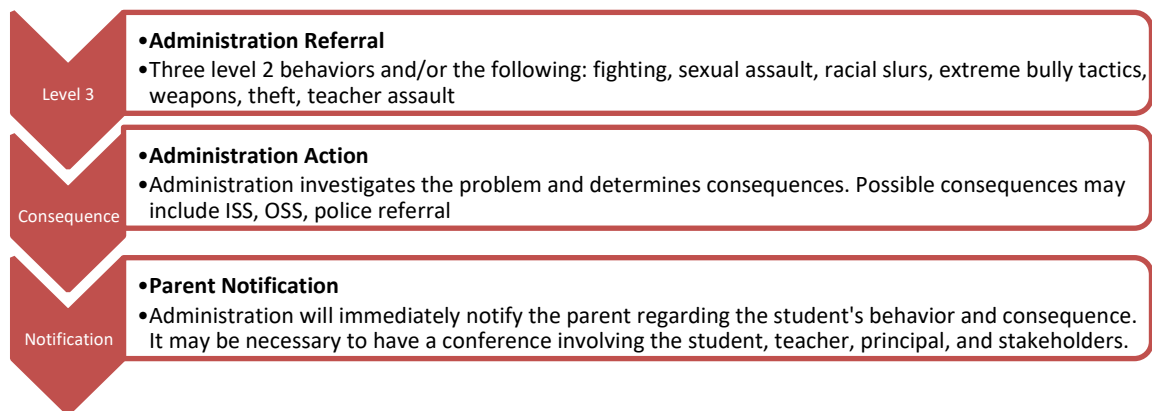 Level 3
•Administration Referral
•Three level 2 behaviors and/or the following: fighting, sexual assault, racial slurs, extreme bully tactics,
weapons, theft, teacher assault
Consequence
•Administration Action
•Administration investigates the problem and determines consequences. Possible consequences may
include ISS, OSS, police referral
Notification
•Parent Notification
•Administration will immediately notify the parent regarding the student's behavior and consequence.
It may be necessary to have a conference involving the student, teacher, principal, and stakeholders.